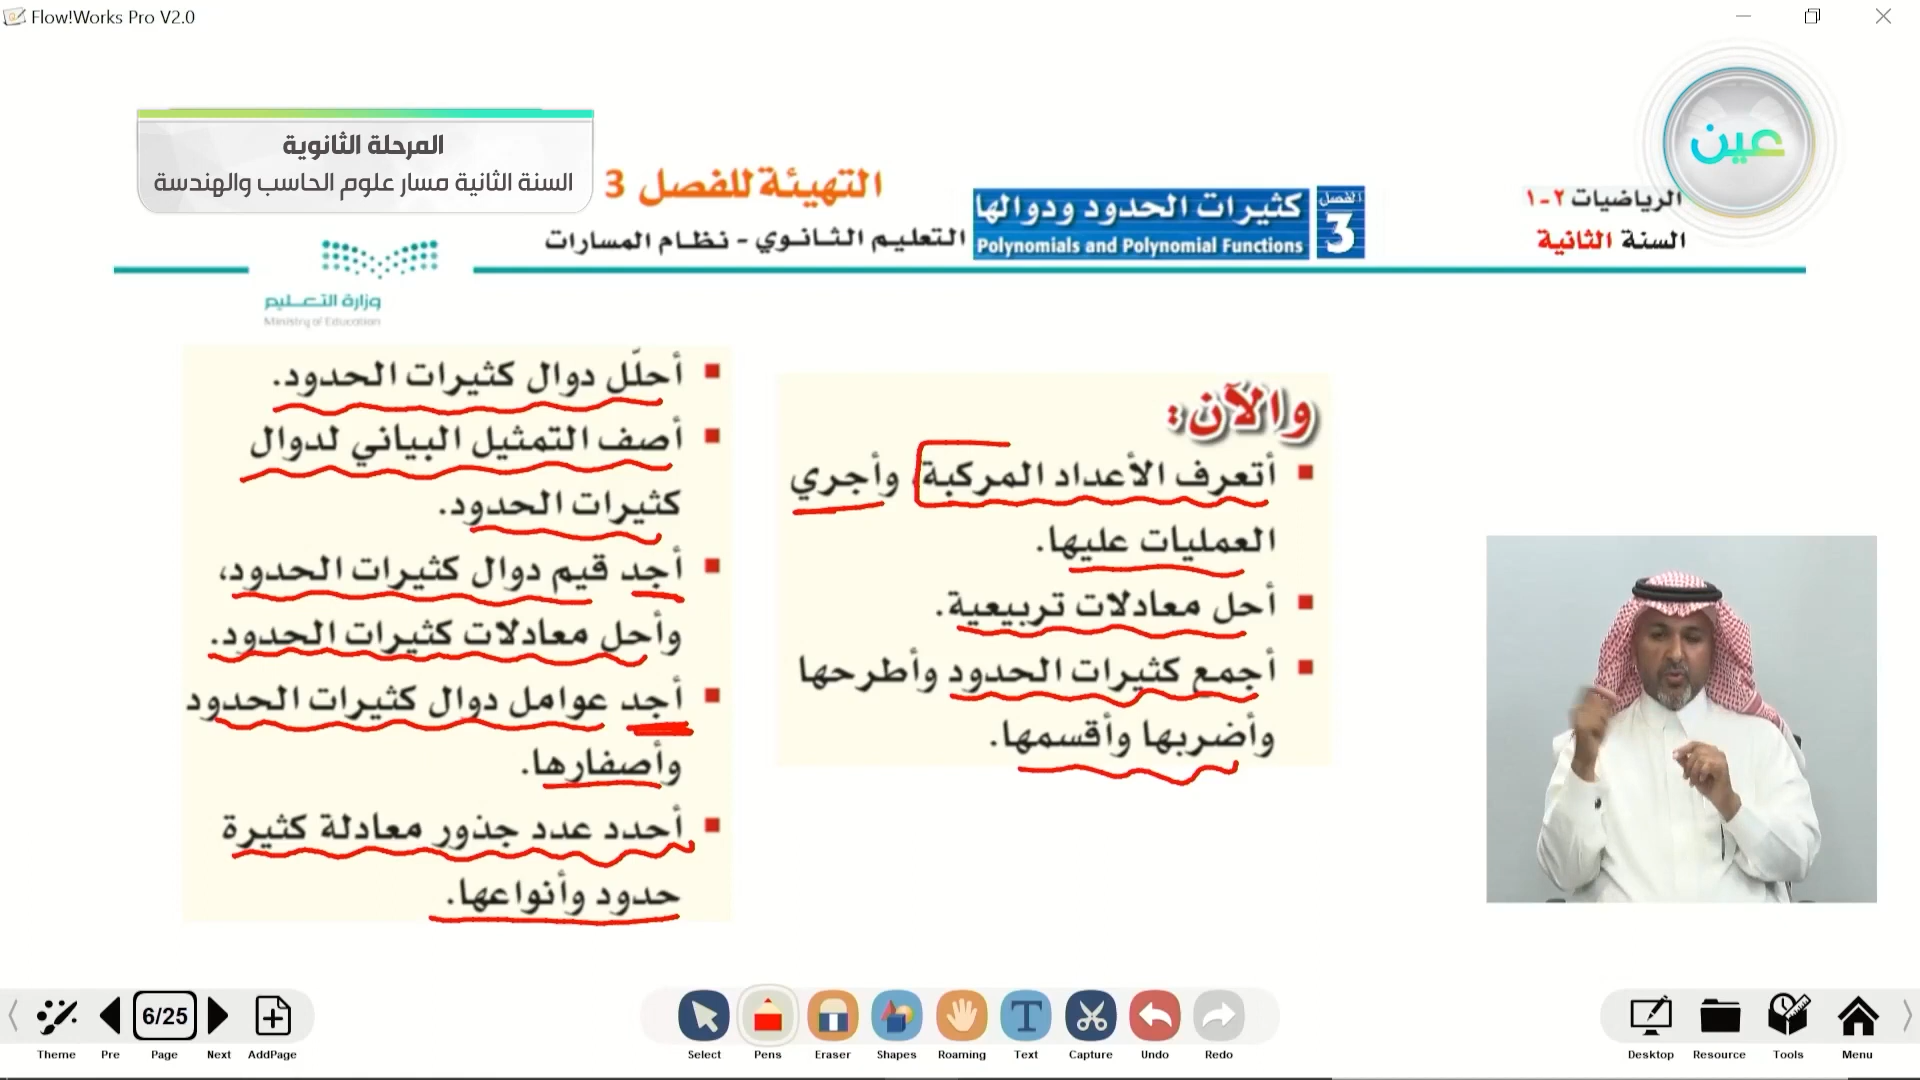 Flow!Works Pro V2.0
عين
المرحلة الثانوية
السنة الثانية مسار علوم الحاسب والهندسة
الرياضيات ٢-١
السنة الثانية
الفصل
3
كثيرات الحدود ودوالها
Polynomials and Polynomial Functions
التهيئة للفصل 3
التعليم الثانوي - نظام المسارات
وزارة التعليم
Ministry of Education
والآن:
أتعرف الأعداد المركبة، وأجري
العمليات عليها.
أحل معادلات تربيعية.
أجمع كثيرات الحدود وأطرحها
وأضربها وأقسمها.
أحلّل دوال كثيرات الحدود.
أصف التمثيل البياني لدوال
كثيرات الحدود.
أجد قيم دوال كثيرات الحدود،
وأحل معادلات كثيرات الحدود.
أجد عوامل دوال كثيرات الحدود
وأصفارها.
أحدد عدد جذور معادلة كثيرة
حدود وأنواعها.
6/25
Theme Pre Page Next AddPage
Select Pens Eraser Shapes Roaming Text Capture Undo Redo
Desktop Resource Tools Menu